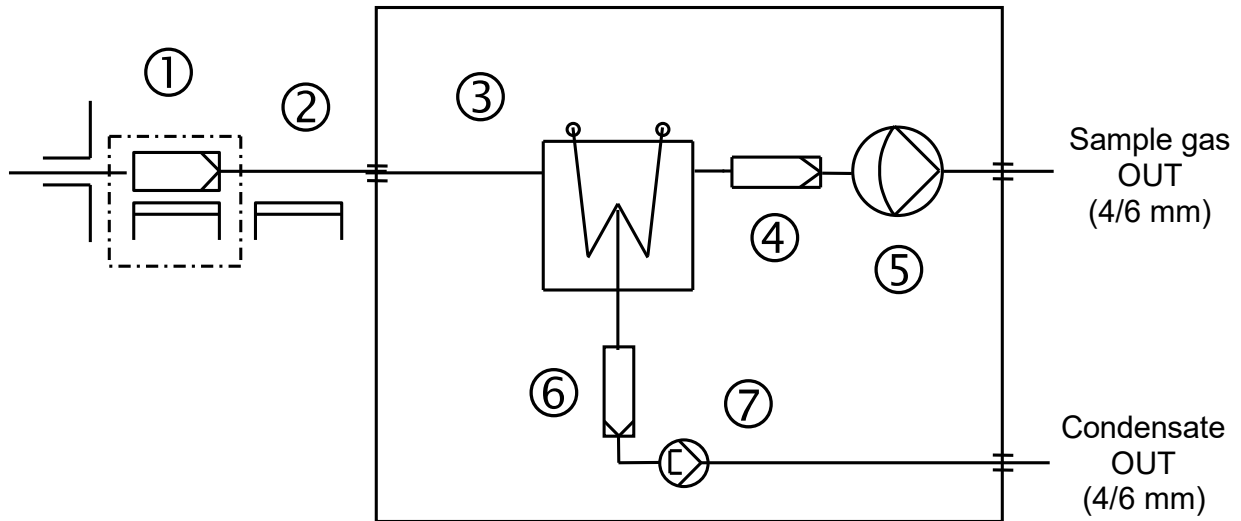 ①
②
③
Sample gas
OUT
(4/6 mm)
④
⑤
⑥
⑦
Condensate
OUT
(4/6 mm)